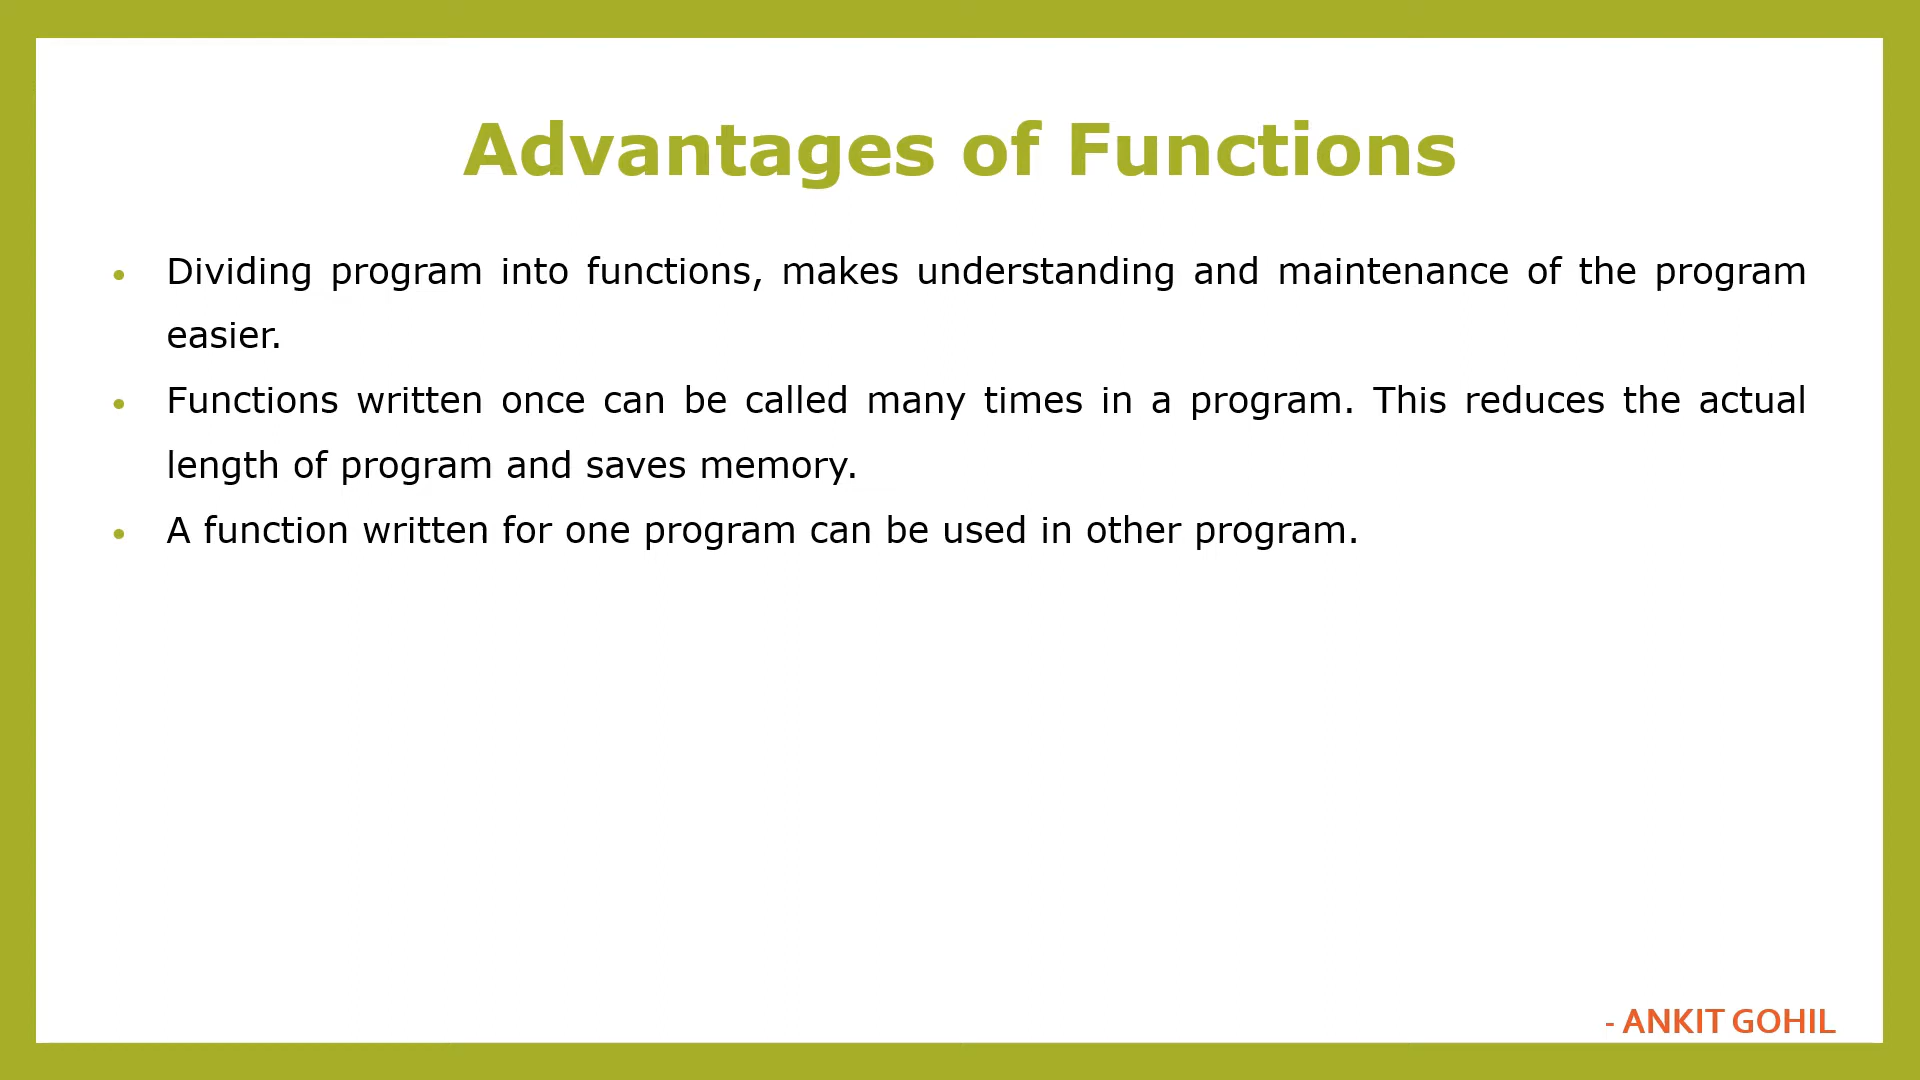 Advantages of Functions
• Dividing program into functions, makes understanding and maintenance of the program
easier.
• Functions written once can be called many times in a program. This reduces the actual
length of program and saves memory.
• A function written for one program can be used in other program.
- ANKIT GOHIL